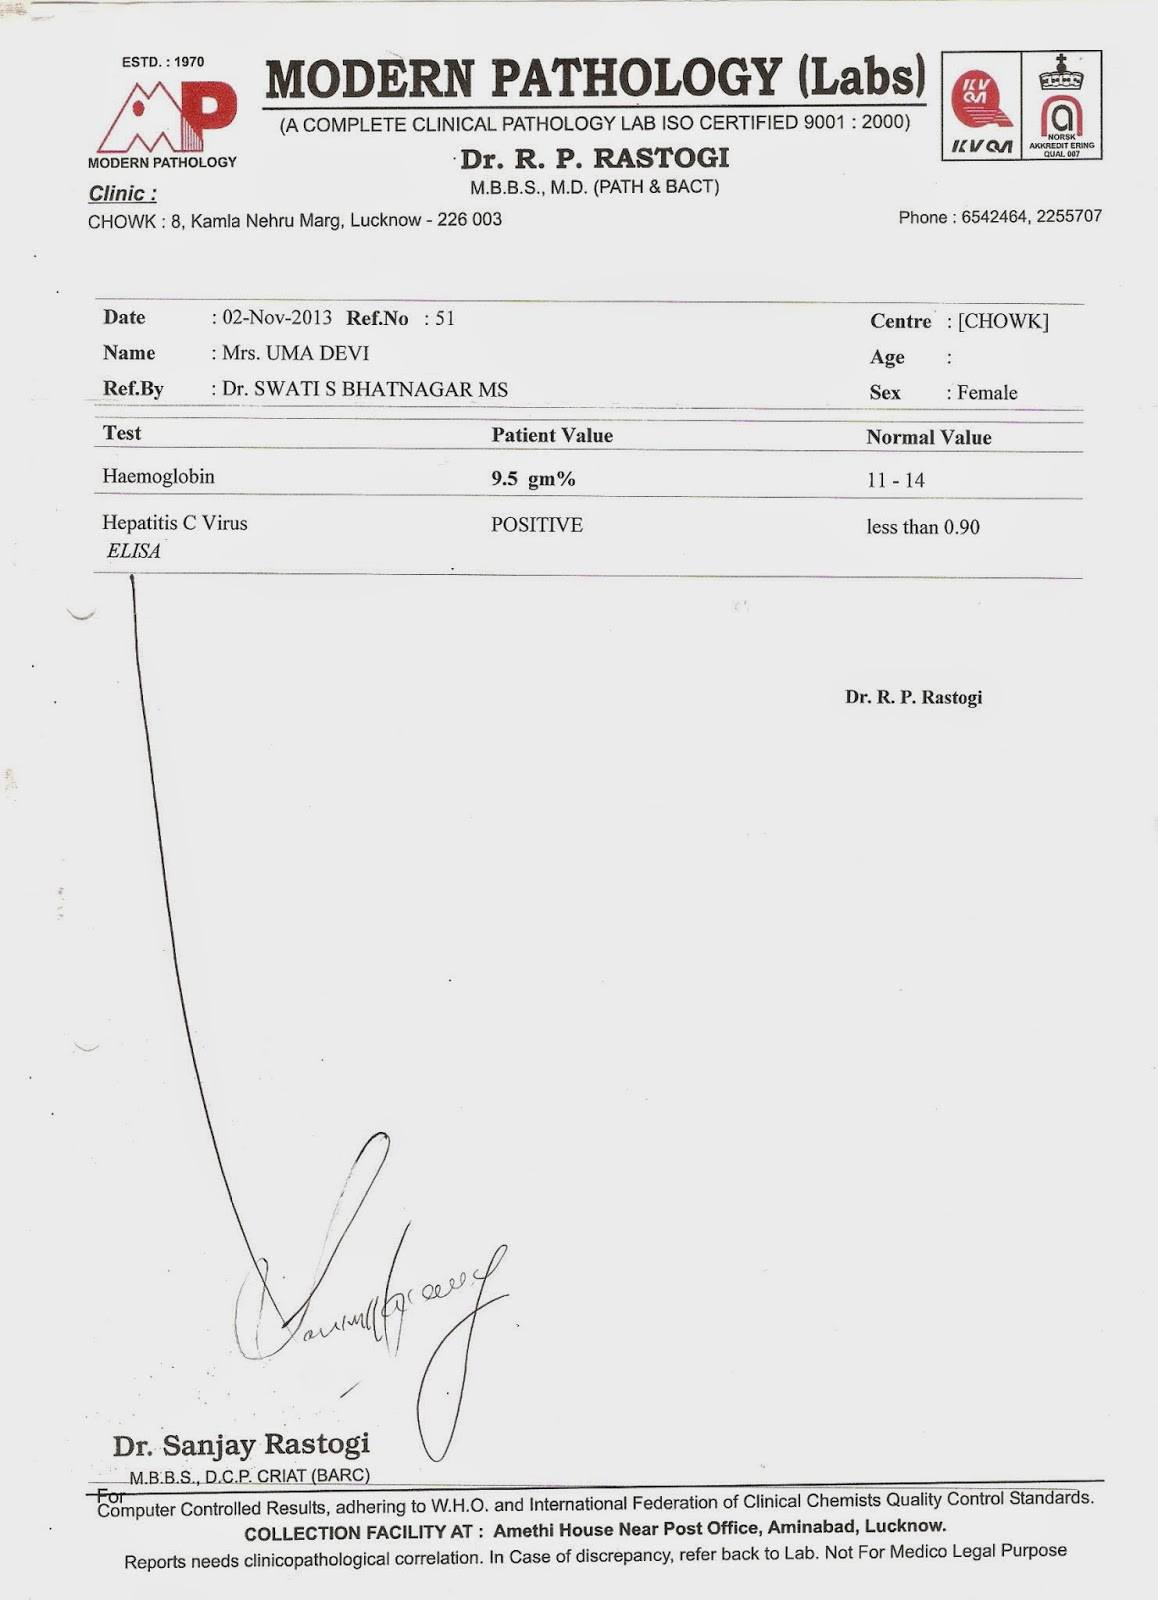 ESTD. : 1970
MP
MODERN PATHOLOGY
MODERN PATHOLOGY (Labs)
(A COMPLETE CLINICAL PATHOLOGY LAB ISO CERTIFIED 9001 : 2000)
Dr. R. P. RASTOGI
M.B.B.S., M.D. (PATH & BACT)
KVQA
KVQA
a
NORSK
AKKREDIT ERING
QUAL 007
Clinic :
CHOWK : 8, Kamla Nehru Marg, Lucknow - 226 003
Phone : 6542464, 2255707
Date : 02-Nov-2013 Ref.No : 51 Centre : [CHOWK]
Name : Mrs. UMA DEVI Age :
Ref.By : Dr. SWATI S BHATNAGAR MS Sex : Female
Test Patient Value Normal Value
Haemoglobin 9.5 gm% 11 - 14
Hepatitis C Virus POSITIVE less than 0.90
ELISA
Dr. R. P. Rastogi
Dr. Sanjay Rastogi
M.B.B.S., D.C.P. CRIAT (BARC)
For
Computer Controlled Results, adhering to W.H.O. and International Federation of Clinical Chemists Quality Control Standards.
COLLECTION FACILITY AT : Amethi House Near Post Office, Aminabad, Lucknow.
Reports needs clinicopathological correlation. In Case of discrepancy, refer back to Lab. Not For Medico Legal Purpose